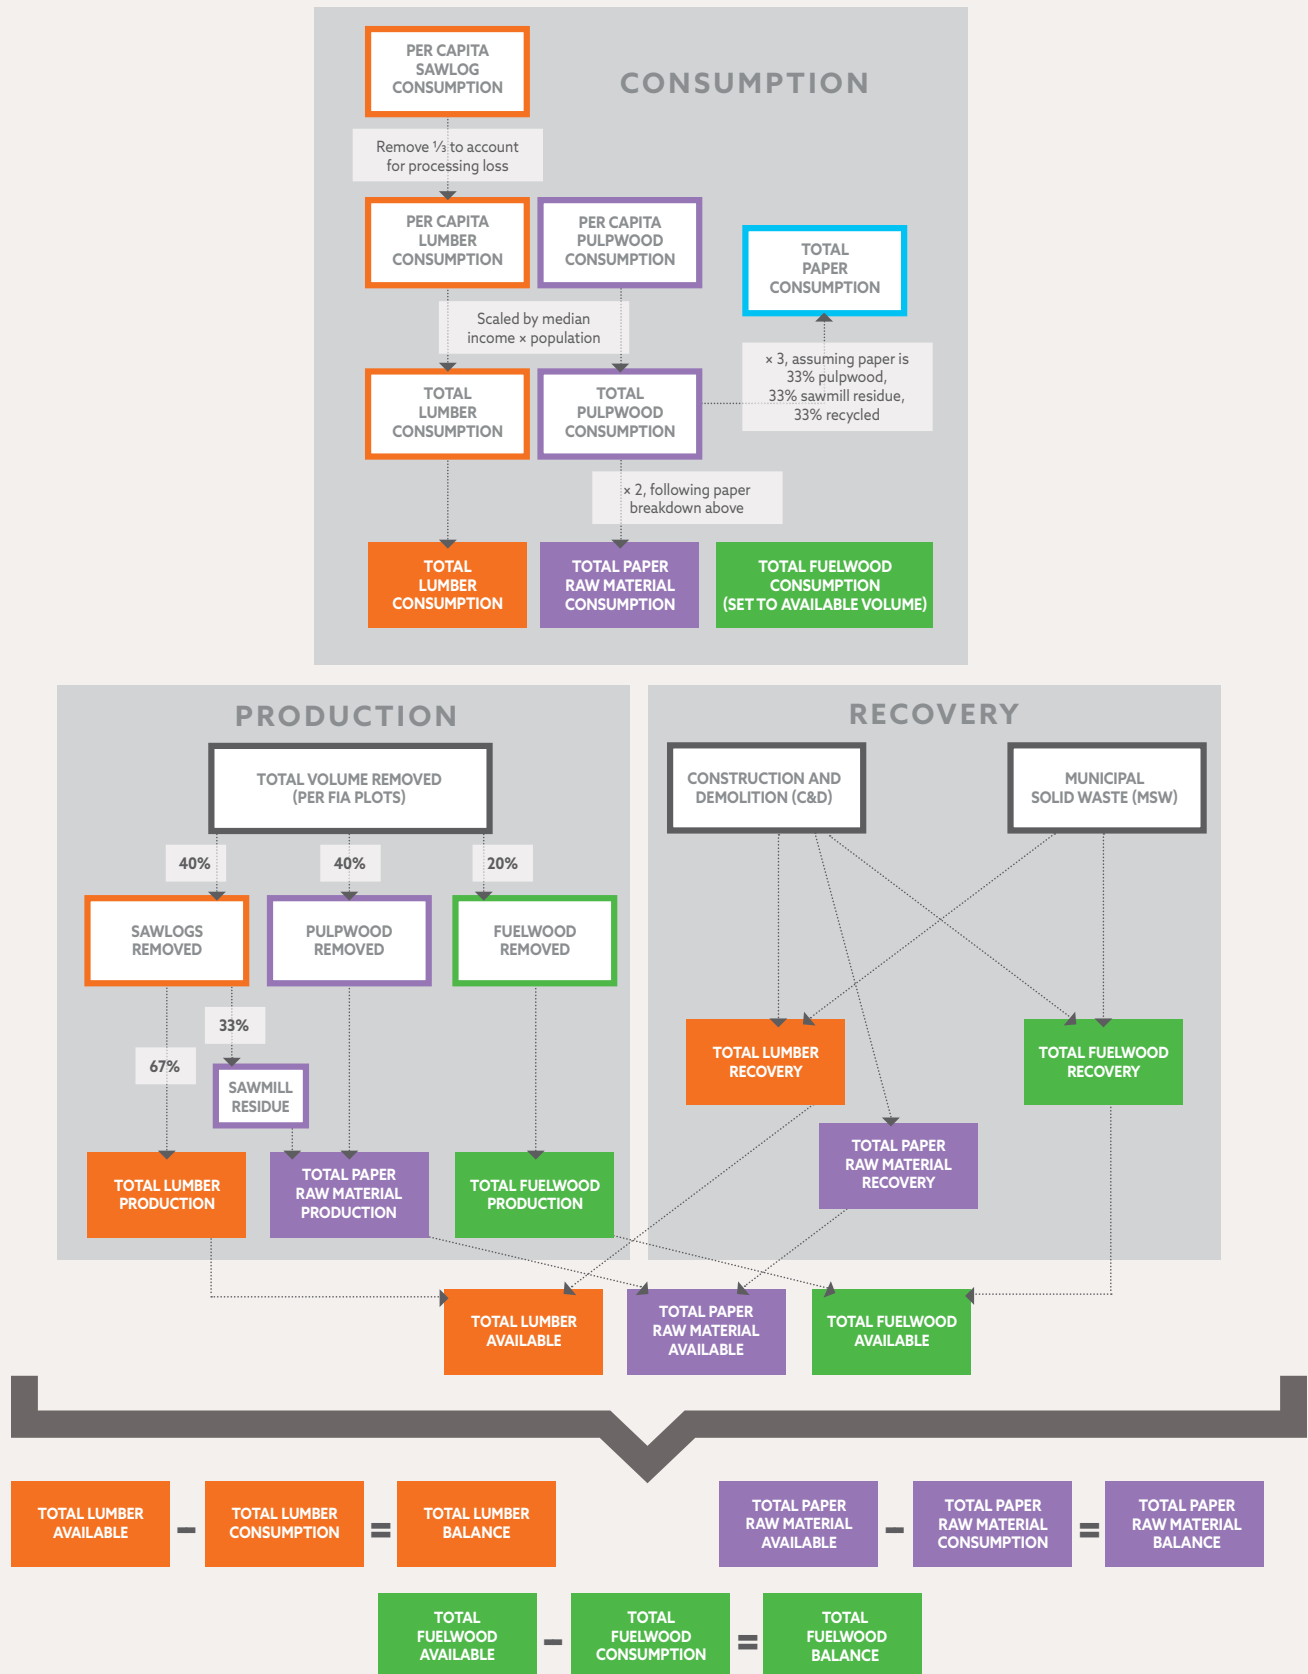 PER CAPITA
SAWLOG
CONSUMPTION
CONSUMPTION
Remove ⅓ to account
for processing loss
PER CAPITA
LUMBER
CONSUMPTION
PER CAPITA
PULPWOOD
CONSUMPTION
TOTAL
PAPER
CONSUMPTION
Scaled by median
income × population
× 3, assuming paper is
33% pulpwood,
33% sawmill residue,
33% recycled
TOTAL
LUMBER
CONSUMPTION
TOTAL
PULPWOOD
CONSUMPTION
× 2, following paper
breakdown above
TOTAL
LUMBER
CONSUMPTION
TOTAL PAPER
RAW MATERIAL
CONSUMPTION
TOTAL FUELWOOD
CONSUMPTION
(SET TO AVAILABLE VOLUME)
PRODUCTION
TOTAL VOLUME REMOVED
(PER FIA PLOTS)
40%
40%
20%
SAWLOGS
REMOVED
PULPWOOD
REMOVED
FUELWOOD
REMOVED
33%
67%
SAWMILL
RESIDUE
TOTAL LUMBER
PRODUCTION
TOTAL PAPER
RAW MATERIAL
PRODUCTION
TOTAL FUELWOOD
PRODUCTION
RECOVERY
CONSTRUCTION AND
DEMOLITION (C&D)
MUNICIPAL
SOLID WASTE (MSW)
TOTAL LUMBER
RECOVERY
TOTAL FUELWOOD
RECOVERY
TOTAL PAPER
RAW MATERIAL
RECOVERY
TOTAL LUMBER
AVAILABLE
TOTAL PAPER
RAW MATERIAL
AVAILABLE
TOTAL FUELWOOD
AVAILABLE
TOTAL LUMBER
AVAILABLE
–
TOTAL LUMBER
CONSUMPTION
=
TOTAL LUMBER
BALANCE
TOTAL PAPER
RAW MATERIAL
AVAILABLE
–
TOTAL PAPER
RAW MATERIAL
CONSUMPTION
=
TOTAL PAPER
RAW MATERIAL
BALANCE
TOTAL
FUELWOOD
AVAILABLE
–
TOTAL
FUELWOOD
CONSUMPTION
=
TOTAL
FUELWOOD
BALANCE